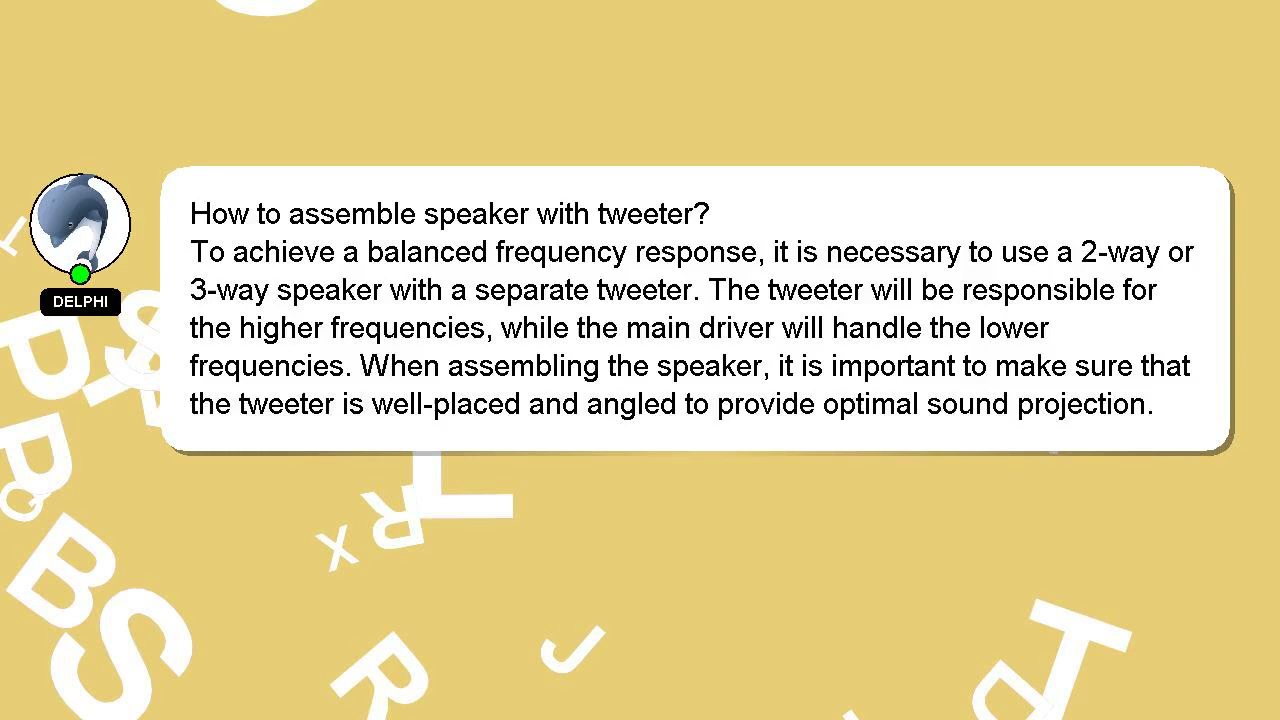 How to assemble speaker with tweeter?
To achieve a balanced frequency response, it is necessary to use a 2-way or
3-way speaker with a separate tweeter. The tweeter will be responsible for
the higher frequencies, while the main driver will handle the lower
frequencies. When assembling the speaker, it is important to make sure that
the tweeter is well-placed and angled to provide optimal sound projection.
DELPHI
P
S
P
Q
B
S
X
R
R
J
T
D